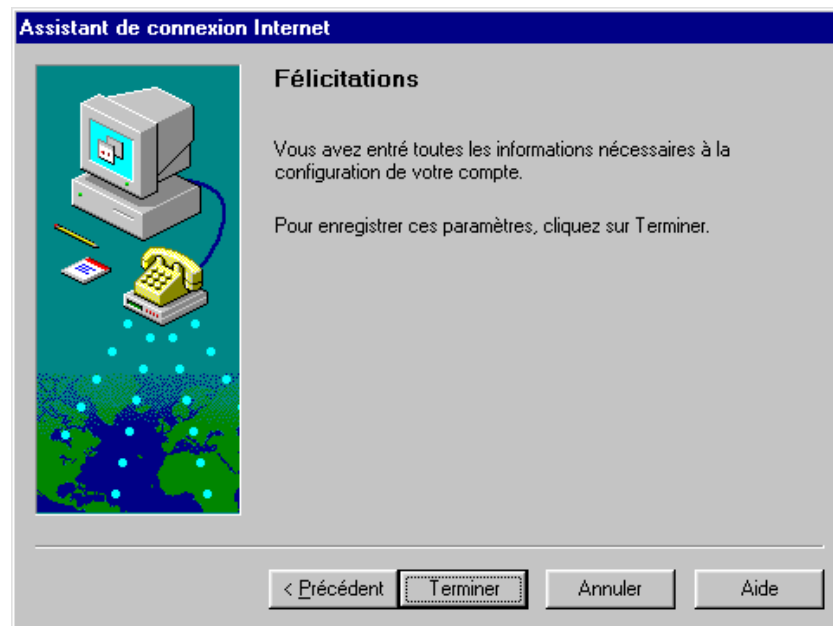 Assistant de connexion Internet
Félicitations
Vous avez entré toutes les informations nécessaires à la
configuration de votre compte.
Pour enregistrer ces paramètres, cliquez sur Terminer.
< Précédent
Terminer
Annuler
Aide